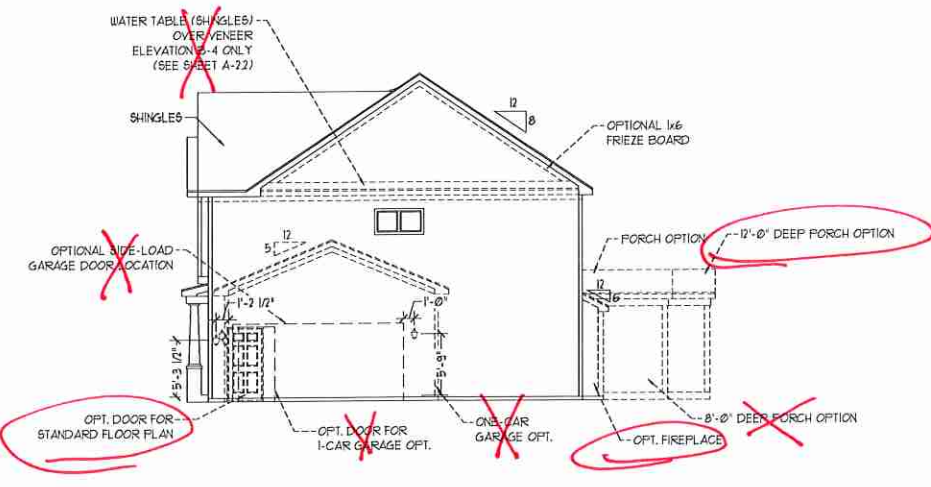 WATER TABLE (SHINGLES)
OVER VENEER
ELEVATION B-4 ONLY
(SEE SHEET A-2.2)
SHINGLES
12
8
OPTIONAL 1x6
FRIEZE BOARD
12
5
OPTIONAL SIDE-LOAD
GARAGE DOOR LOCATION
PORCH OPTION
12'-0" DEEP PORCH OPTION
12
6
1'-2 1/2"
1'-0"
5'-3 1/2"
5'-9"
OPT. DOOR FOR
STANDARD FLOOR PLAN
OPT. DOOR FOR
1-CAR GARAGE OPT.
ONE-CAR
GARAGE OPT.
OPT. FIREPLACE
8'-0" DEEP PORCH OPTION